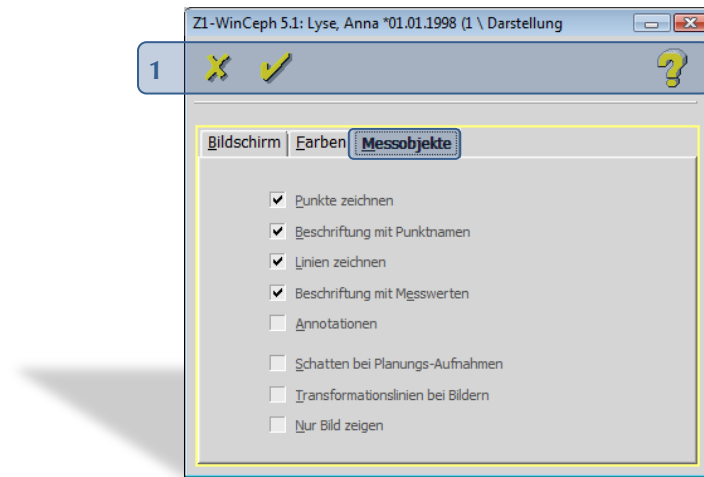 Z1-WinCeph 5.1: Lyse, Anna *01.01.1998 (1 \ Darstellung
1
Bildschirm Farben Messobjekte
Punkte zeichnen
Beschriftung mit Punktnamen
Linien zeichnen
Beschriftung mit Messwerten
Annotationen
Schatten bei Planungs-Aufnahmen
Transformationslinien bei Bildern
Nur Bild zeigen